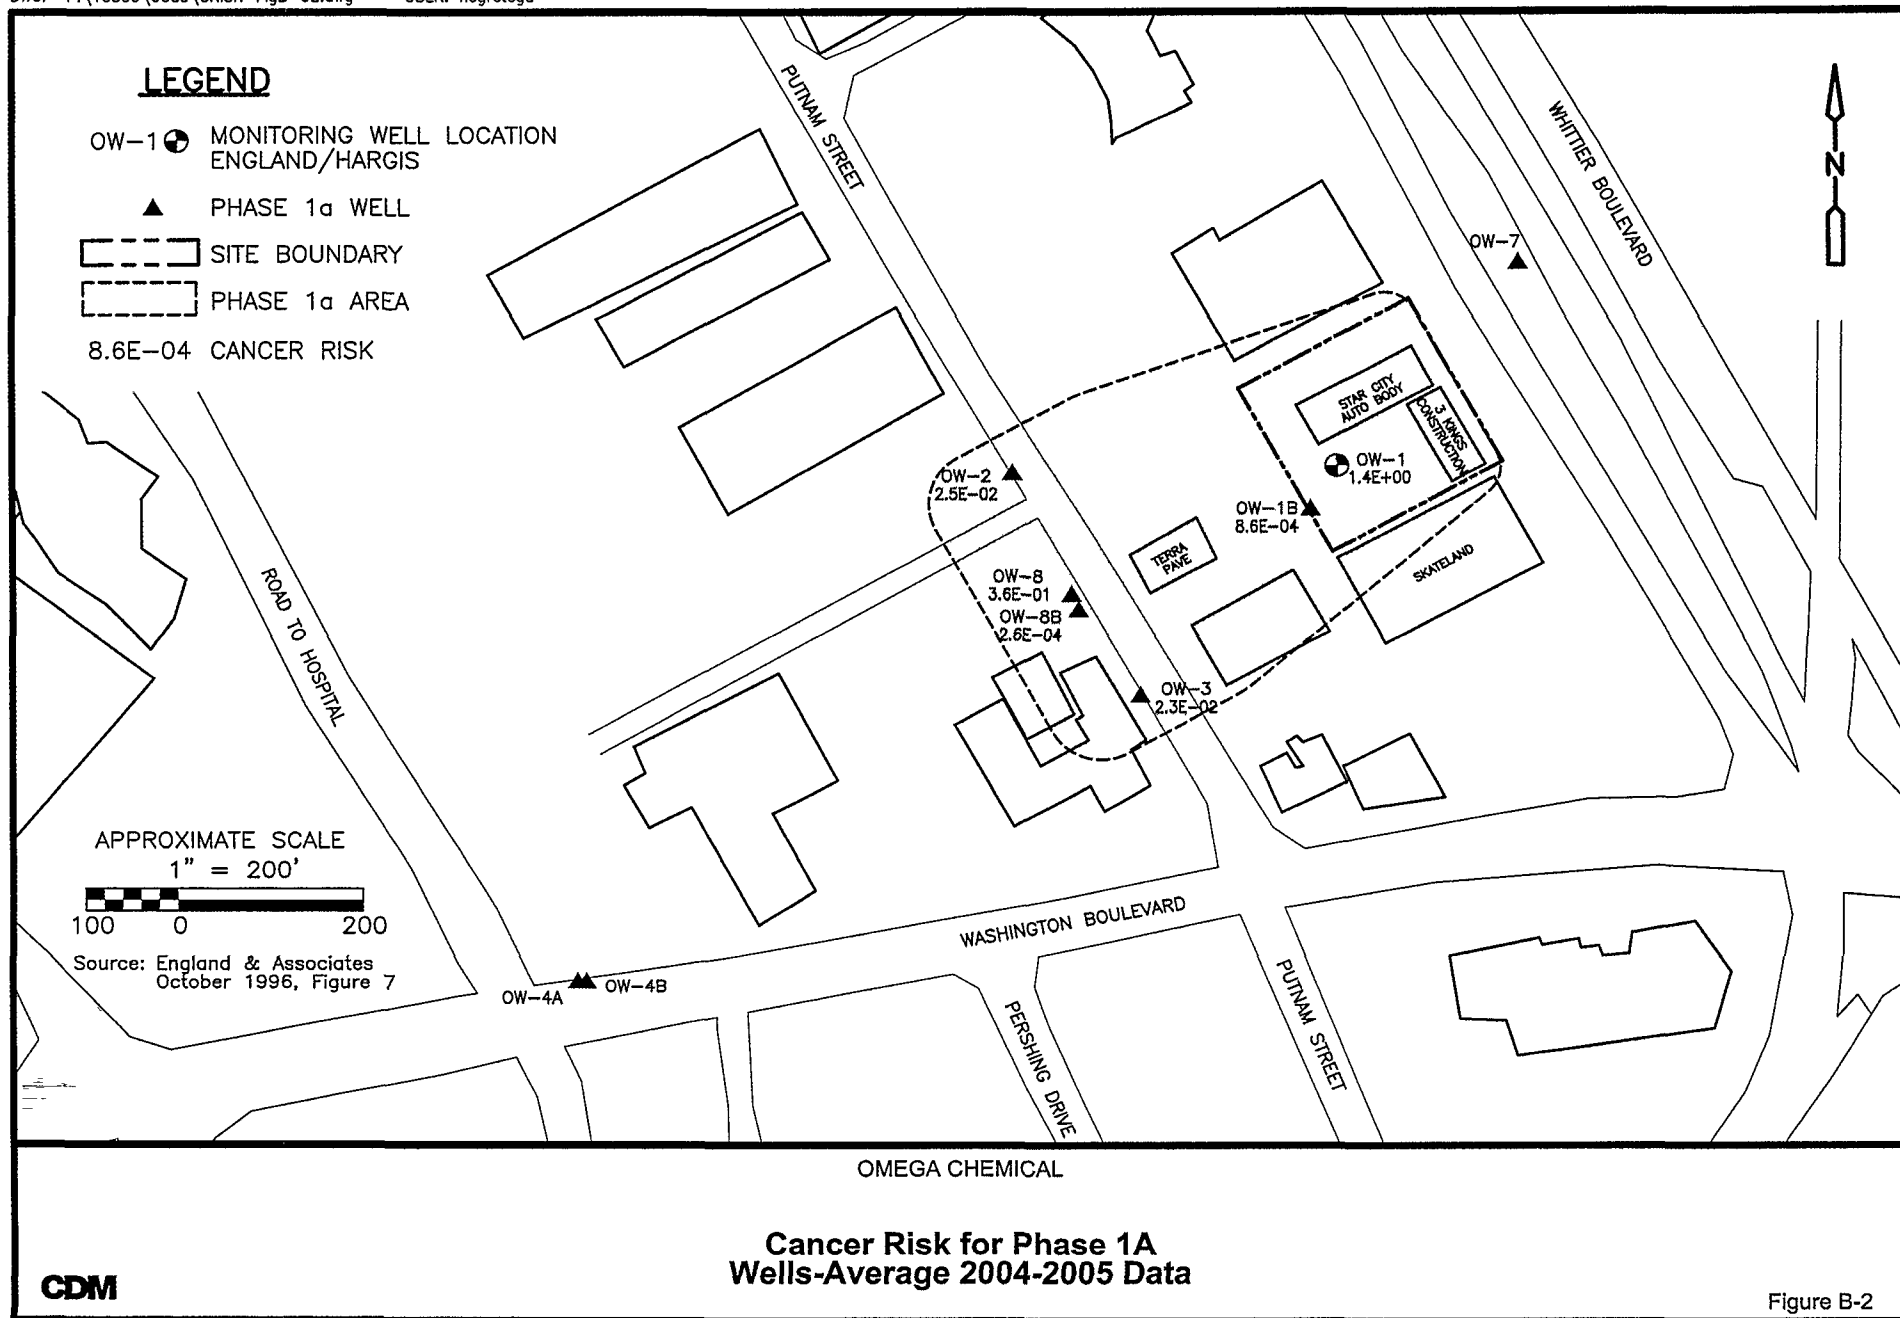 LEGEND
OW-1
MONITORING WELL LOCATION
ENGLAND/HARGIS
PHASE 1a WELL
SITE BOUNDARY
PHASE 1a AREA
8.6E-04 CANCER RISK
PUTNAM STREET
WHITTIER BOULEVARD
N
OW-7
STAR CITY
AUTO BODY
3 KINGS
CONSTRUCTION
OW-1
1.4E+00
OW-2
2.5E-02
OW-1B
8.6E-04
TERRA
PAVE
SKATELAND
OW-8
3.6E-01
OW-8B
2.6E-04
OW-3
2.3E-02
ROAD TO HOSPITAL
APPROXIMATE SCALE
1" = 200'
100 0 200
Source: England & Associates
October 1996, Figure 7
OW-4A
OW-4B
WASHINGTON BOULEVARD
PERSHING DRIVE
PUTNAM STREET
OMEGA CHEMICAL
Cancer Risk for Phase 1A
Wells-Average 2004-2005 Data
CDM
Figure B-2